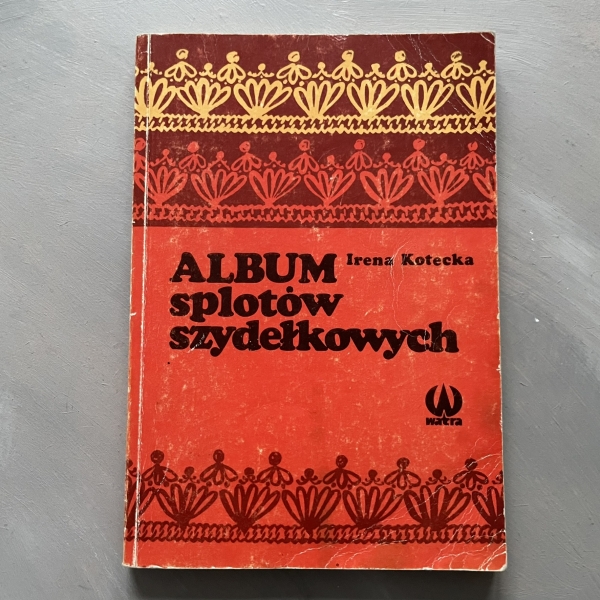 Irena Kotecka
ALBUM
splotów
szydełkowych
watra